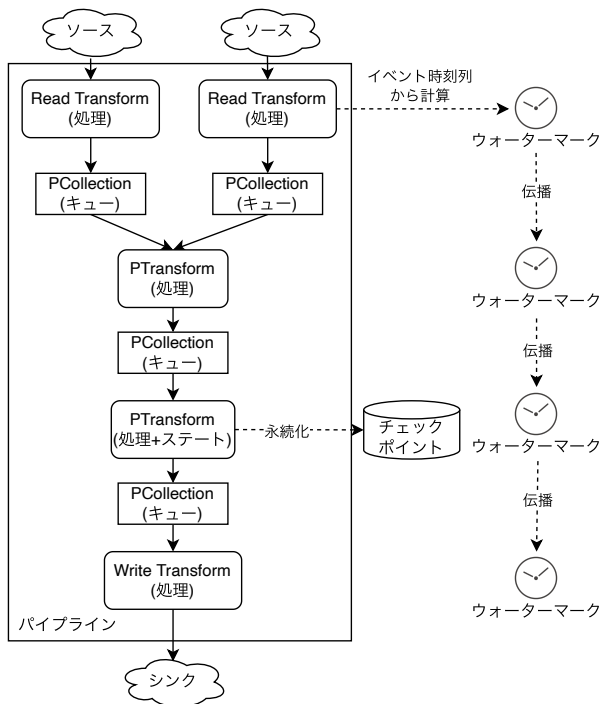 ソース
ソース
Read Transform
(処理)
Read Transform
(処理)
イベント時刻列
から計算
ウォーターマーク
PCollection
(キュー)
PCollection
(キュー)
伝播
PTransform
(処理)
ウォーターマーク
PCollection
(キュー)
伝播
PTransform
(処理+ステート)
永続化
チェック
ポイント
ウォーターマーク
PCollection
(キュー)
伝播
Write Transform
(処理)
ウォーターマーク
パイプライン
シンク